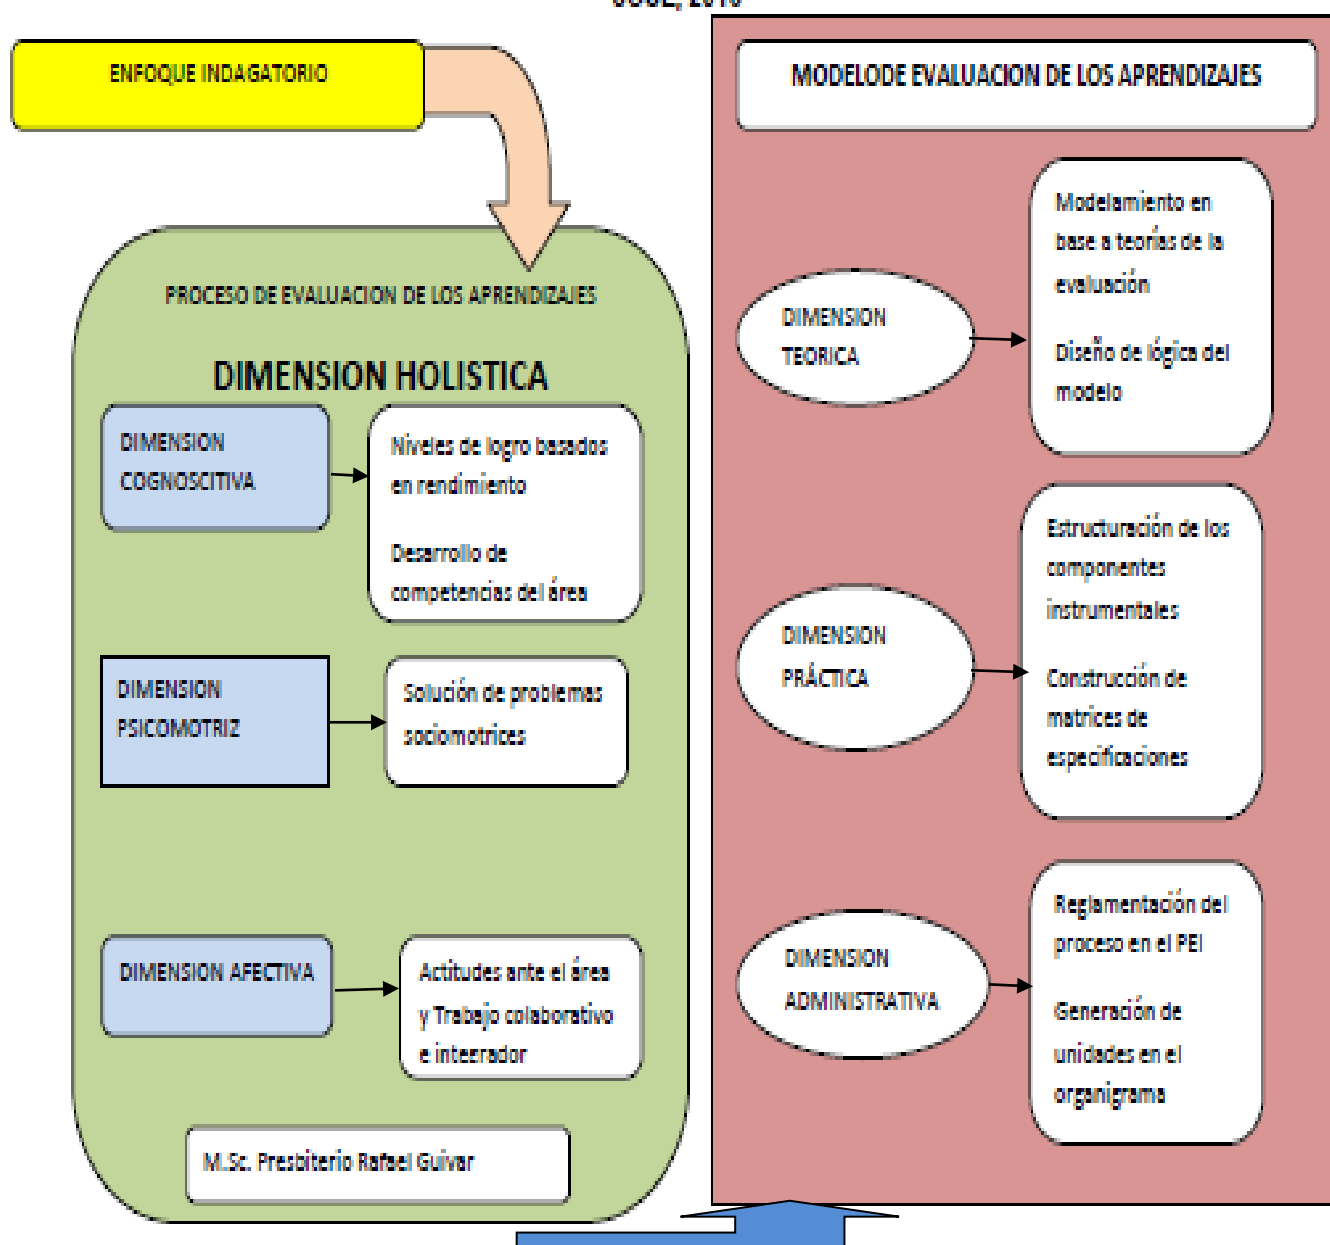 ENFOQUE INDAGATORIO
PROCESO DE EVALUACION DE LOS APRENDIZAJES
DIMENSION HOLISTICA
DIMENSION
COGNOSCITIVA
Niveles de logro basados
en rendimiento
Desarrollo de
competencias del área
DIMENSION
PSICOMOTRIZ
Solución de problemas
sociomotrices
DIMENSION AFECTIVA
Actitudes ante el área
y Trabajo colaborativo
e integrador
M.Sc. Presbiterio Rafael Guivar
MODELODE EVALUACION DE LOS APRENDIZAJES
DIMENSION
TEORICA
Modelamiento en
base a teorías de la
evaluación
Diseño de lógica del
modelo
DIMENSION
PRÁCTICA
Estructuración de los
componentes
instrumentales
Construcción de
matrices de
especificaciones
DIMENSION
ADMINISTRATIVA
Reglamentación del
proceso en el PEI
Generación de
unidades en el
organigrama